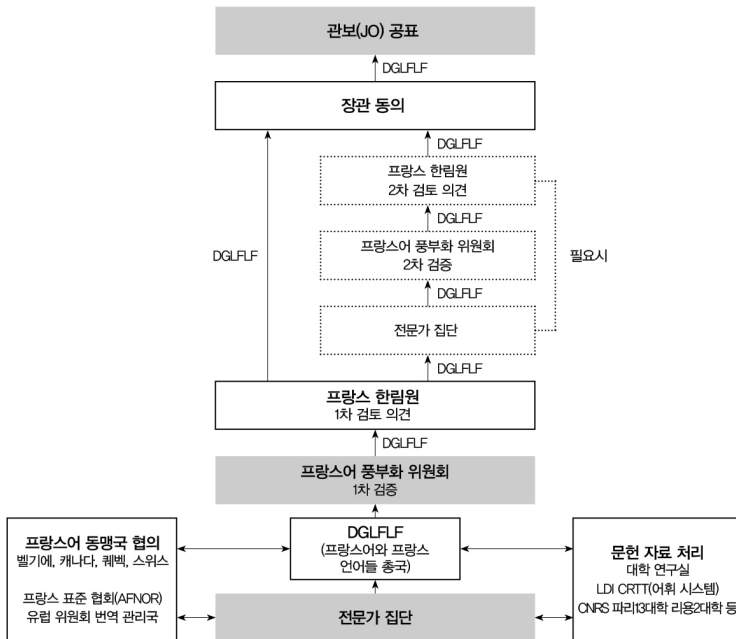 관보(JO) 공표
DGLFLF
장관 동의
DGLFLF
프랑스 한림원
2차 검토 의견
DGLFLF
DGLFLF
프랑스어 풍부화 위원회
2차 검증
필요시
DGLFLF
전문가 집단
DGLFLF
프랑스 한림원
1차 검토 의견
DGLFLF
프랑스어 풍부화 위원회
1차 검증
프랑스어 동맹국 협의
벨기에, 캐나다, 퀘벡, 스위스
프랑스 표준 협회(AFNOR)
유럽 위원회 번역 관리국
DGLFLF
(프랑스어와 프랑스
언어들 총국)
문헌 자료 처리
대학 연구실
LDI CRTT(어휘 시스템)
CNRS 파리13대학 리용2대학 등
전문가 집단